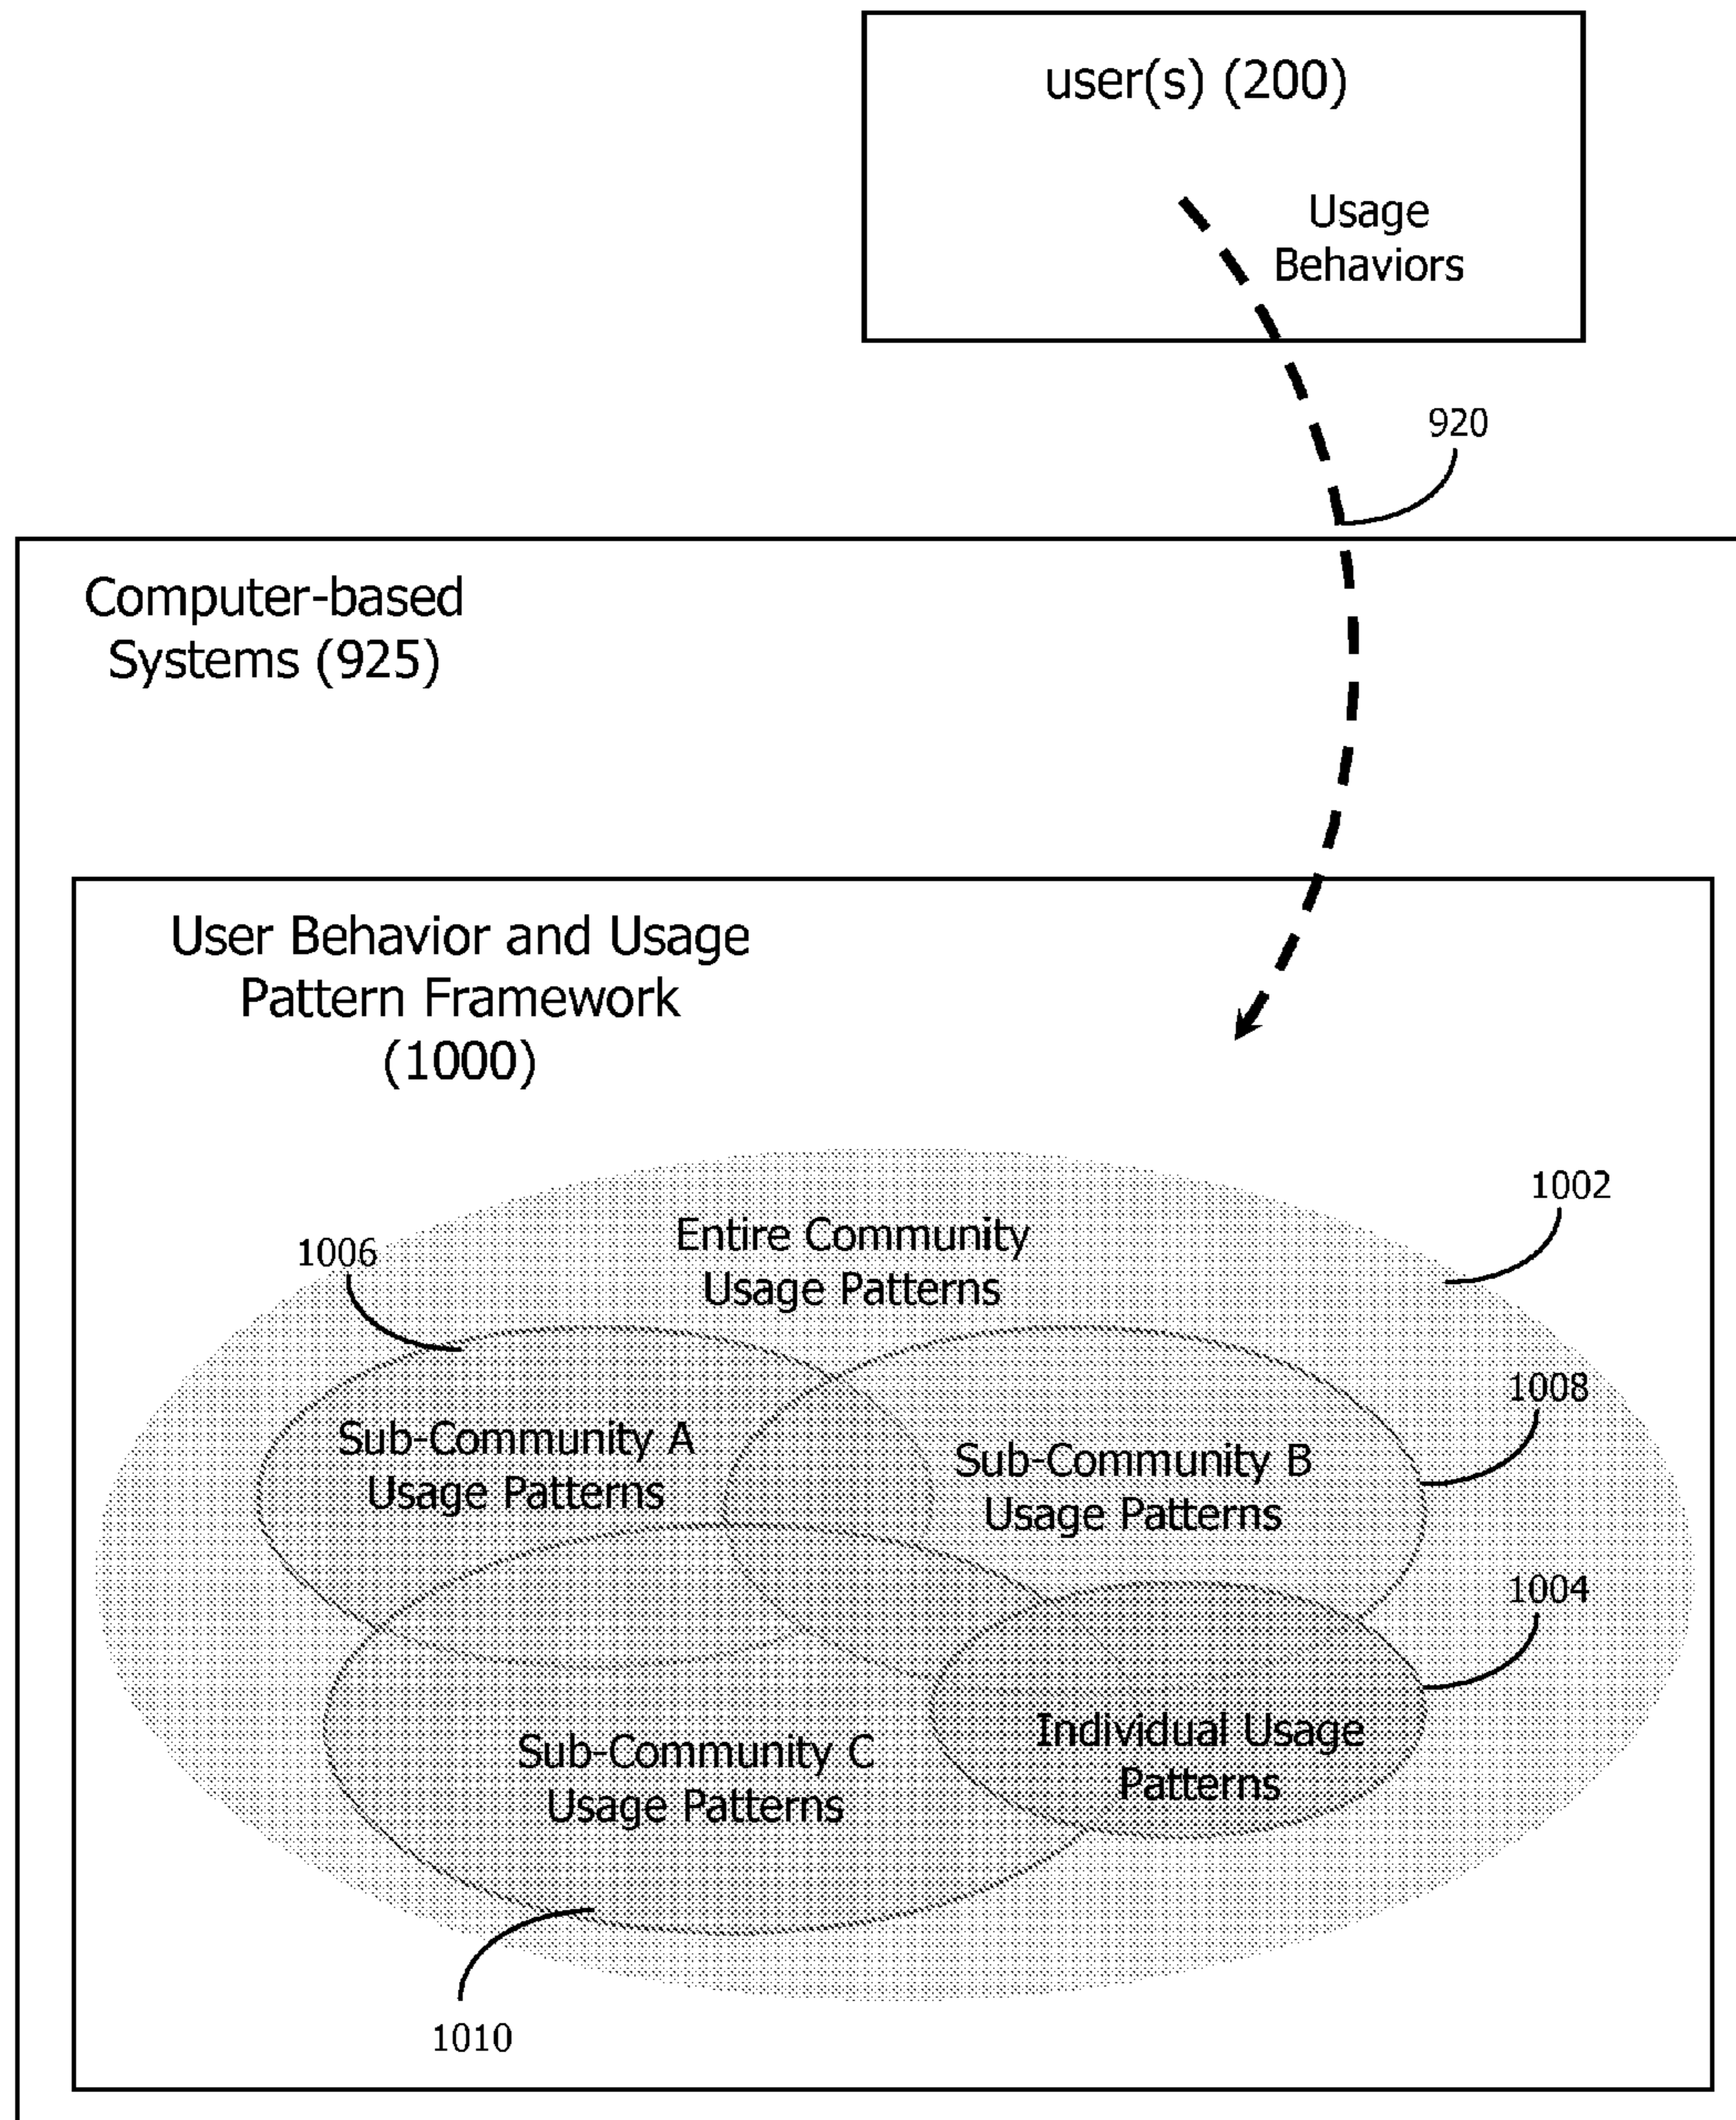 user(s) (200)
Usage
Behaviors
920
Computer-based
Systems (925)
User Behavior and Usage
Pattern Framework
(1000)
1002
Entire Community
Usage Patterns
1006
1008
Sub-Community A
Usage Patterns
Sub-Community B
Usage Patterns
1004
Individual Usage
Patterns
Sub-Community C
Usage Patterns
1010